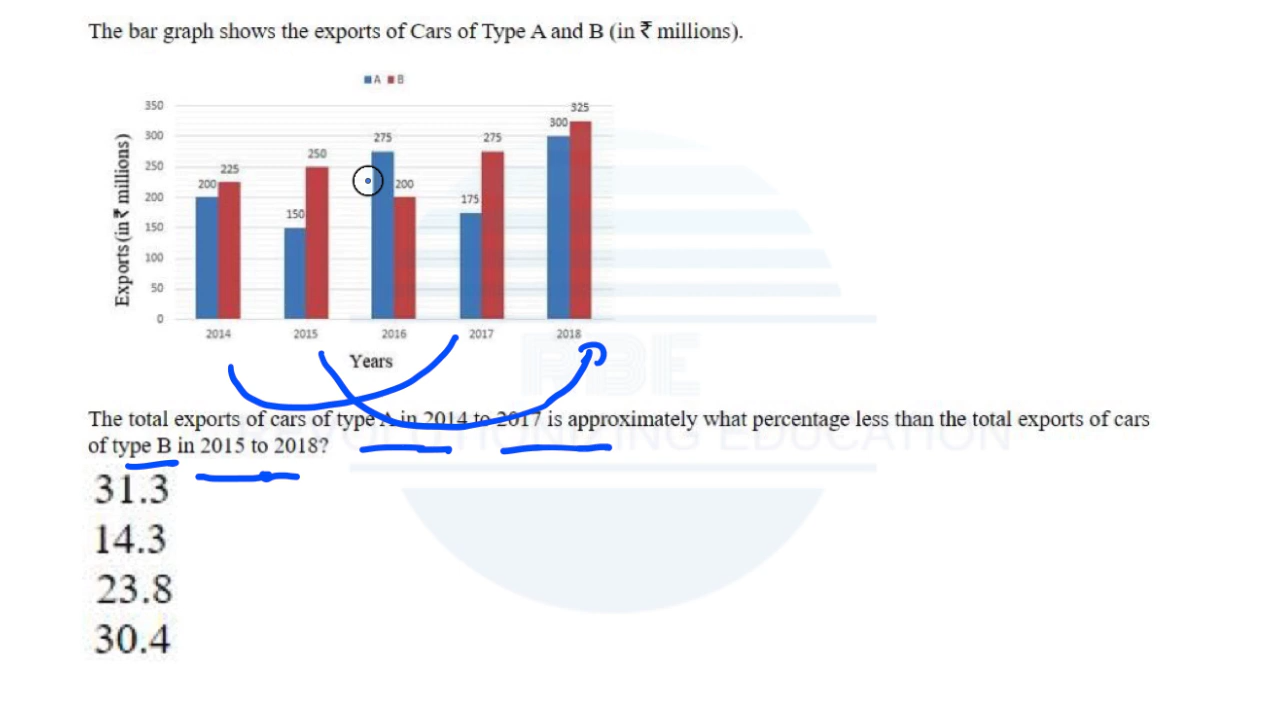 The bar graph shows the exports of Cars of Type A and B (in ₹ millions).
A B
350
300
250
200
150
100
50
0
Exports (in ₹ millions)
200 225
150 250
275 200
175 275
300 325
2014 2015 2016 2017 2018
Years
The total exports of cars of type A in 2014 to 2017 is approximately what percentage less than the total exports of cars
of type B in 2015 to 2018?
31.3
14.3
23.8
30.4
EDUCATION